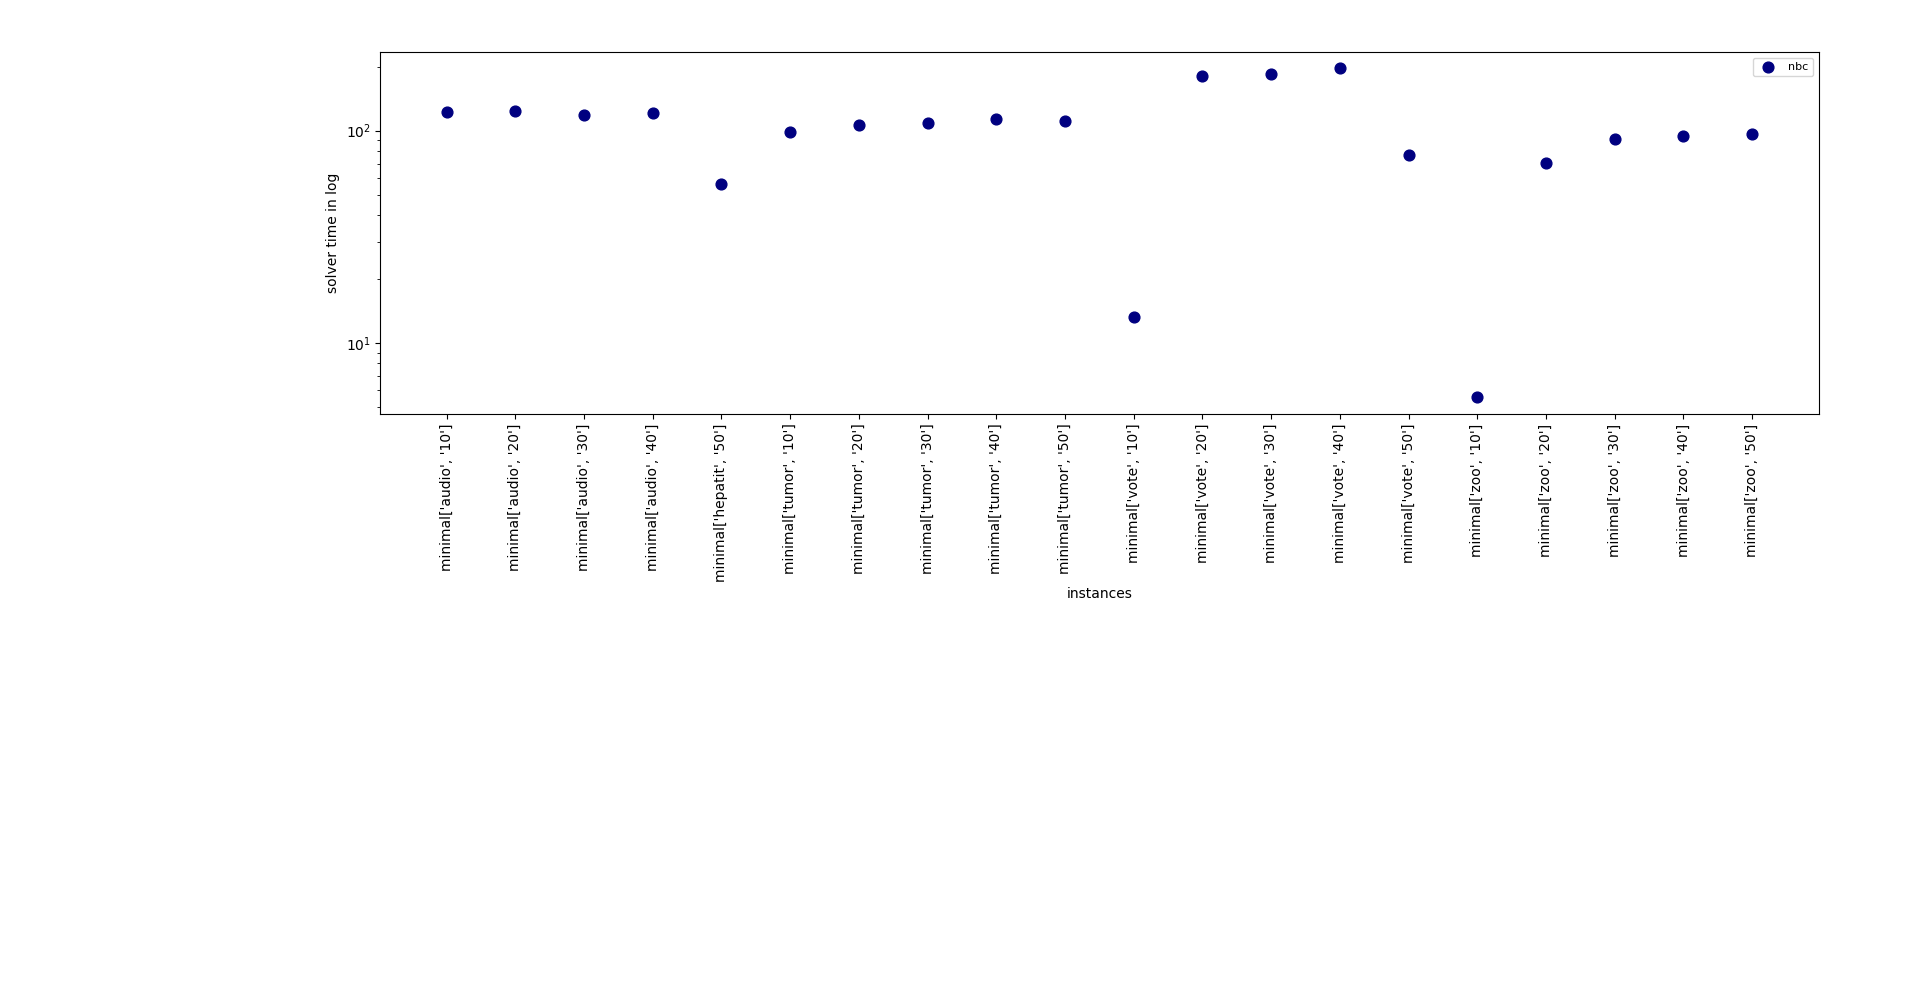 nbc
10²
10¹
solver time in log
minimal['audio', '10']
minimal['audio', '20']
minimal['audio', '30']
minimal['audio', '40']
minimal['hepatit', '50']
minimal['tumor', '10']
minimal['tumor', '20']
minimal['tumor', '30']
minimal['tumor', '40']
minimal['tumor', '50']
minimal['vote', '10']
minimal['vote', '20']
minimal['vote', '30']
minimal['vote', '40']
minimal['vote', '50']
minimal['zoo', '10']
minimal['zoo', '20']
minimal['zoo', '30']
minimal['zoo', '40']
minimal['zoo', '50']
instances